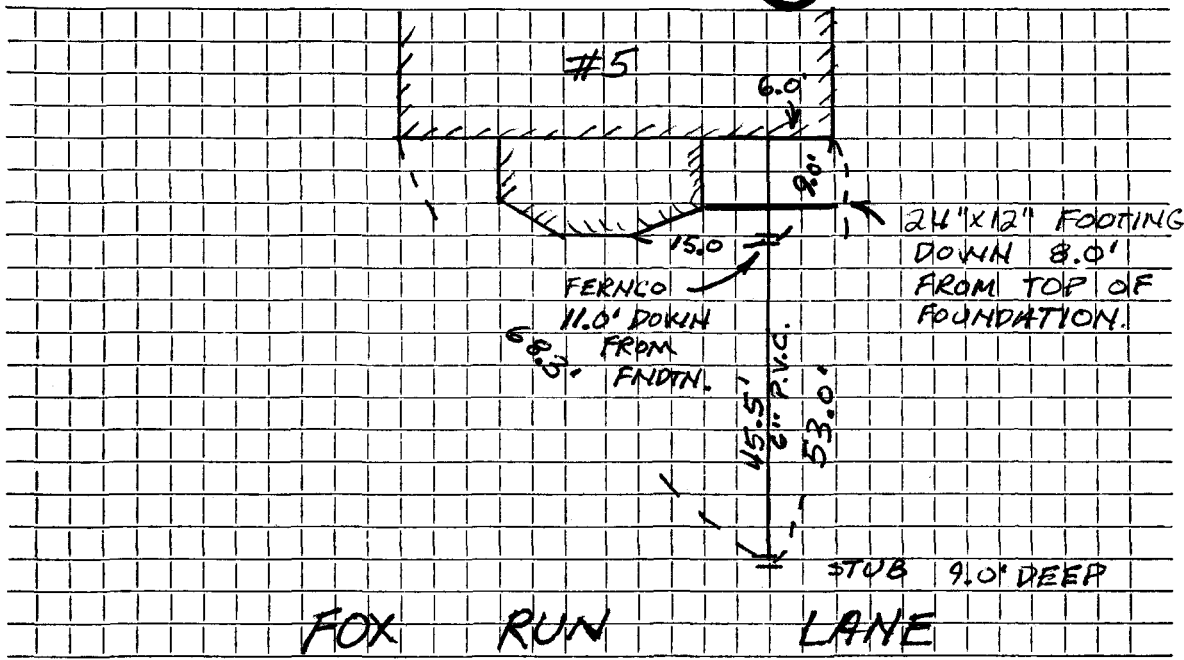 #5
6.0'
9.0'
24"X12" FOOTING
DOWN 8.0'
FROM TOP OF
FOUNDATION.
15.0
FERNCO
11.0' DOWN
FROM
FNDTN.
68.3'
45.5'
6" P.V.C.
53.0'
STUB 9.0' DEEP
FOX RUN LANE